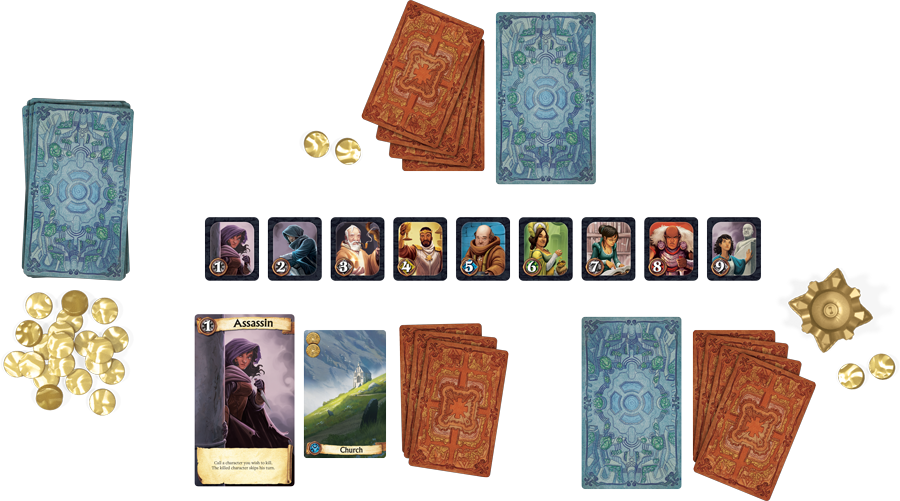 1 2 3 4 5 6 7 8 9
1 Assassin
Call a character you wish to kill.
The killed character skips his turn.
Church